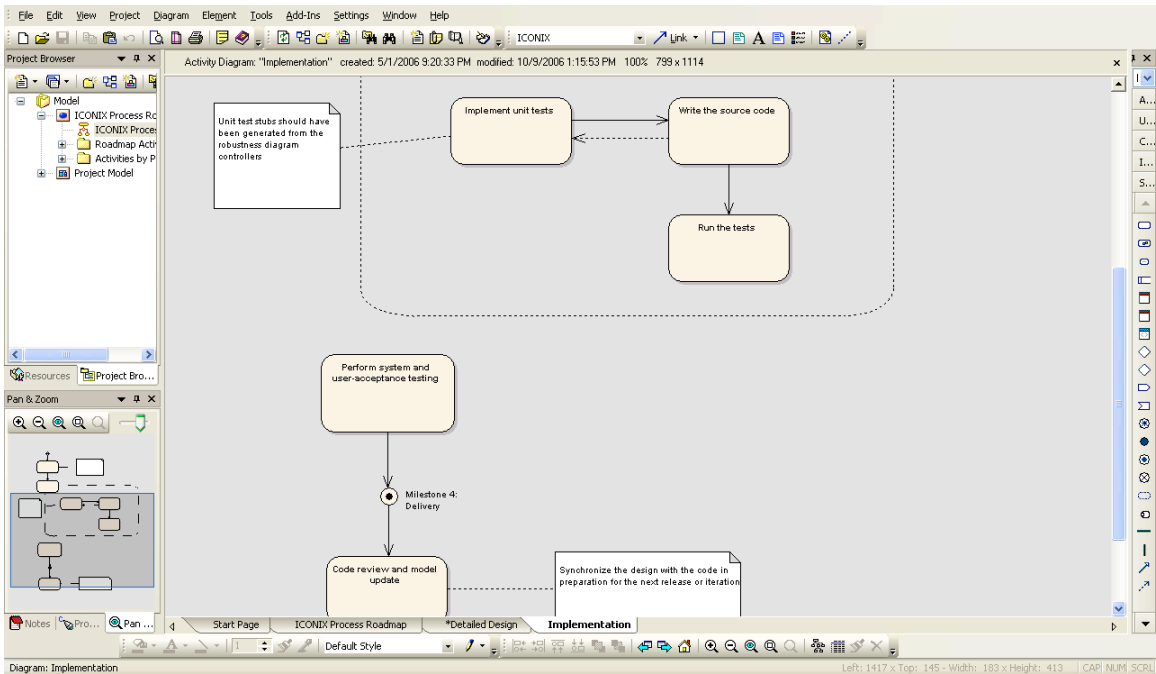 File Edit View Project Diagram Element Tools Add-Ins Settings Window Help
ICONIX Link A
Project Browser
Activity Diagram: "Implementation" created: 5/1/2006 9:20:33 PM modified: 10/9/2006 1:15:53 PM 100% 799 x 1114
Model
ICONIX Process Ro
ICONIX Proces
Roadmap Activ
Activities by P
Project Model
Resources Project Bro...
Pan & Zoom
Notes Pro... Pan ...
Unit test stubs should have
been generated from the
robustness diagram
controllers
Implement unit tests
Write the source code
Run the tests
Perform system and
user-acceptance testing
Milestone 4:
Delivery
Code review and model
update
Synchronize the design with the code in
preparation for the next release or iteration
A...
U...
C...
I...
S...
Start Page ICONIX Process Roadmap *Detailed Design Implementation
1 Default Style
Diagram: Implementation
Left: 1417 x Top: 145 - Width: 183 x Height: 413 CAP NUM SCRL